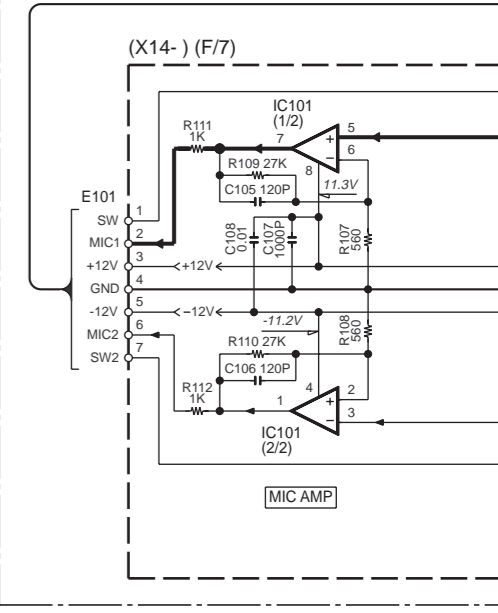 (X14- ) (F/7)
IC101
(1/2)
R111
1K
7
5
6
+
−
R109 27K
8
11.3V
C105 120P
E101
SW
1
MIC1
2
+12V
3
<+12V<
GND
4
-12V
5
<−12V<
MIC2
6
SW2
7
C108
0.01
C107
1000P
R107
560
-11.2V
R110 27K
R108
560
C106 120P
R112
1K
4
1
2
3
+
−
IC101
(2/2)
MIC AMP